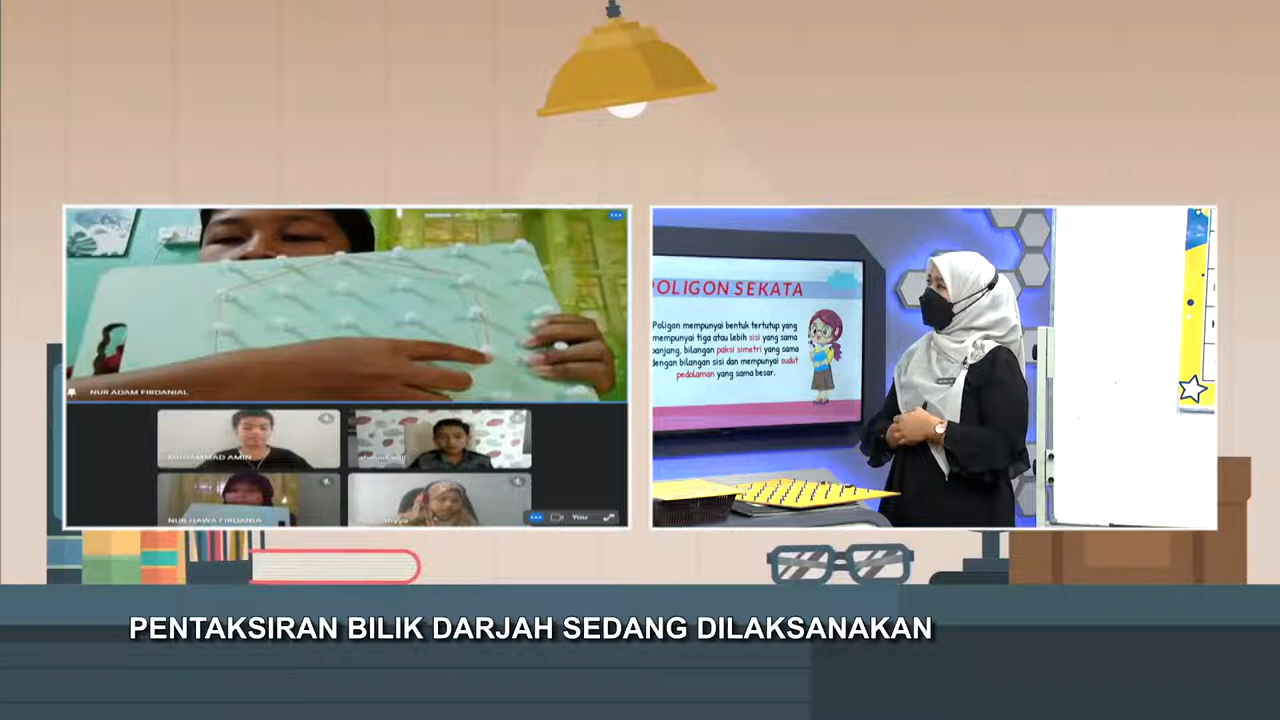 NUR ADAM FIRDANIAL
MUHAMMAD AMIN
NUR HAWA FIRDANIA
You
POLIGON SEKATA
Poligon mempunyai bentuk tertutup yang
mempunyai tiga atau lebih sisi yang sama
panjang, bilangan paksi simetri yang sama
dengan bilangan sisi dan mempunyai sudut
pedalaman yang sama besar.
PENTAKSIRAN BILIK DARJAH SEDANG DILAKSANAKAN